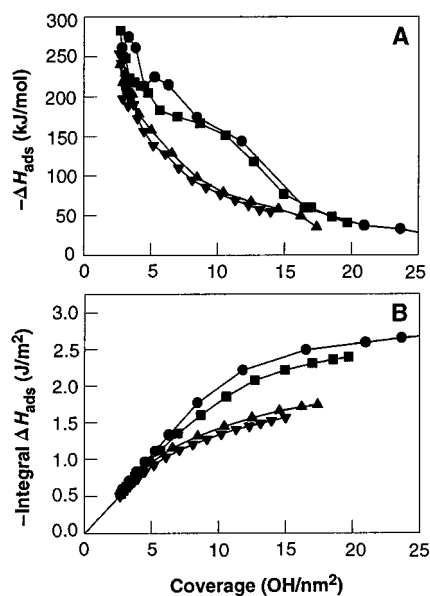 A
−ΔHads (kJ/mol)
300
250
200
150
100
50
0
0 5 10 15 20 25
B
−Integral ΔHads (J/m2)
3.0
2.5
2.0
1.5
1.0
0.5
0.0
0 5 10 15 20 25
Coverage (OH/nm2)